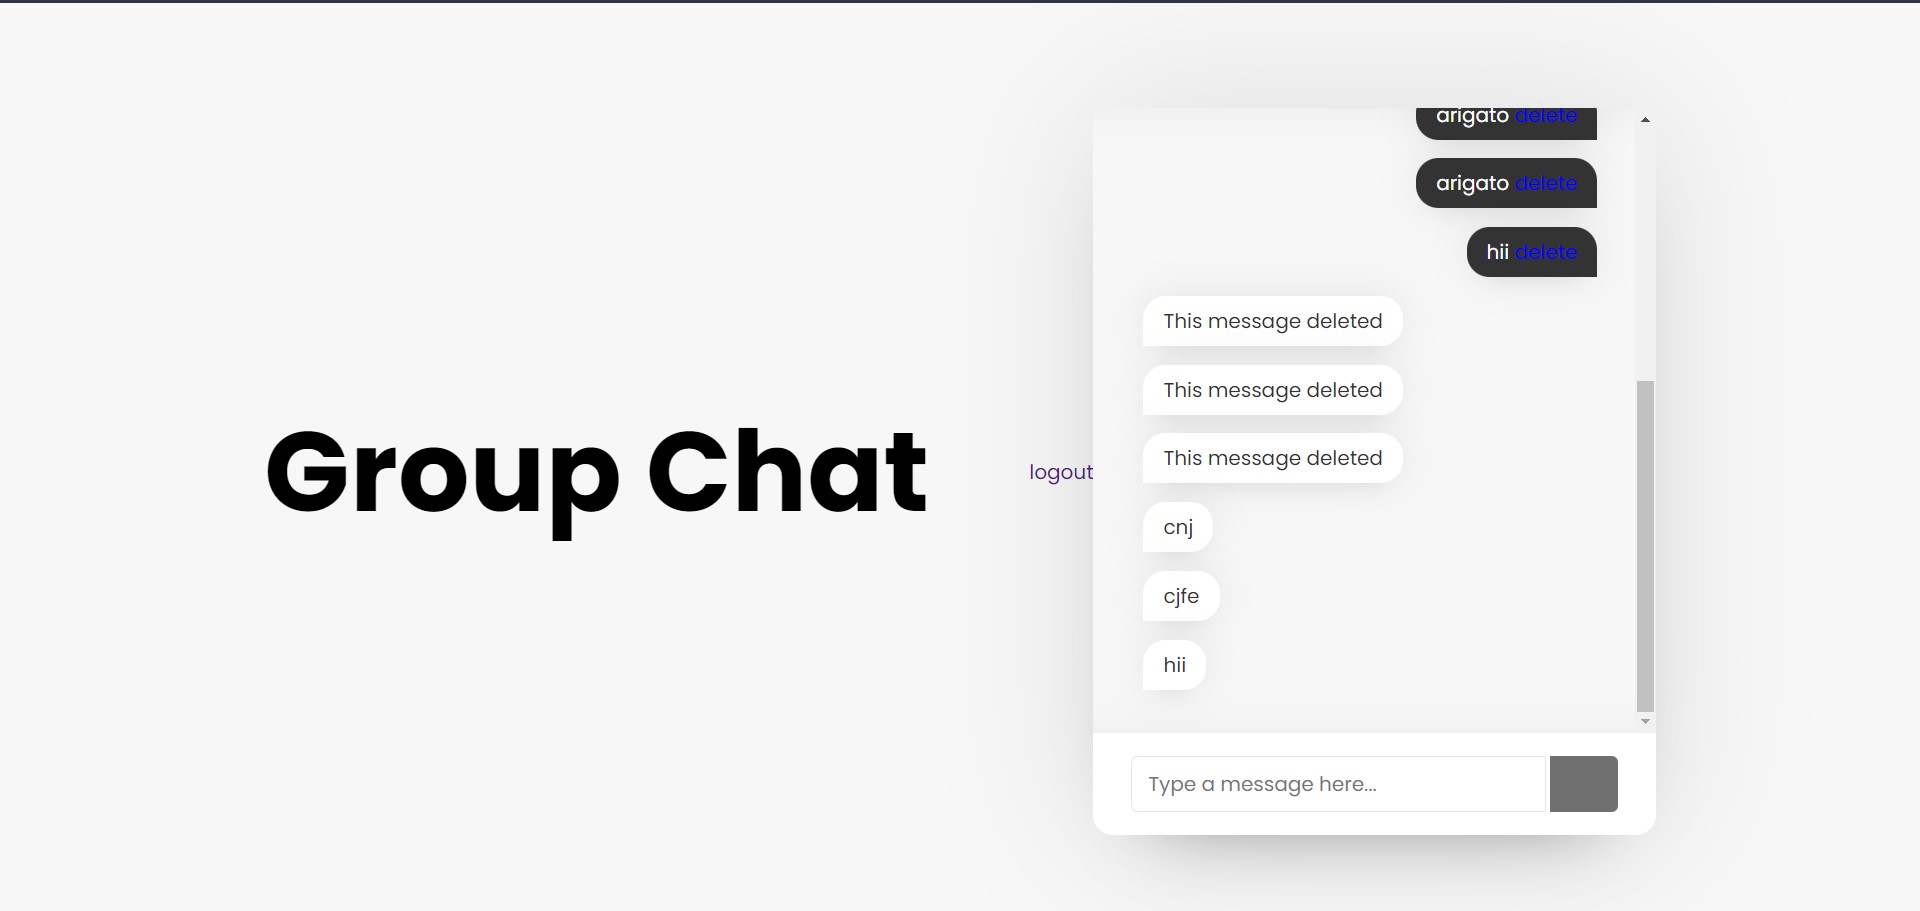 Group Chat
logout
arigato delete
arigato delete
hii delete
This message deleted
This message deleted
This message deleted
cnj
cjfe
hii
Type a message here...